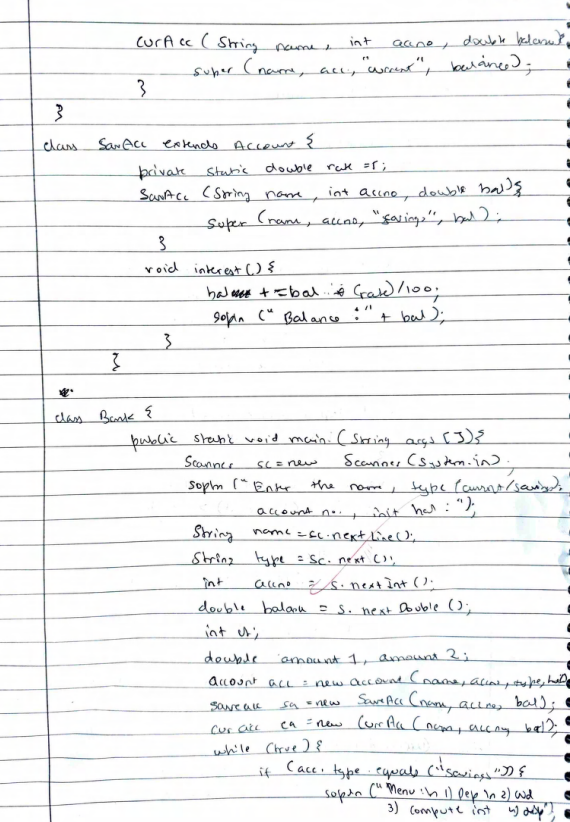 CurAcc ( String name, int accno, double balance){
super (name, acc, "current", balance);
}
}
class SavAcc extends Account {
private static double rate =5;
SavAcc (String name, int accno, double bal){
super (name, accno, "savings", bal);
}
void interest() {
bal += bal * (rate)/100;
sopln (" Balance :" + bal);
}
}
class Bank {
public static void main (String args []){
Scanner sc=new Scanner (System.in).
sopln (" Enter the name, type (current/savings),
account no., init bal : ");
String name = sc.nextLine();
String type = sc.next();
int accno = s.nextInt();
double balance = s.nextDouble ();
int ch;
double amount 1, amount 2;
account acc = new account (name, accno, type, bal)
savacc sa = new SavAcc (nam, accno, bal);
cur acc ca = new CurrAcc (nam, accno, bal);
while (true) {
if (acc. type. equals ("savings")) {
sopln (" Menu :\n 1) Dep \n 2) wd
3) compute int 4) disp"